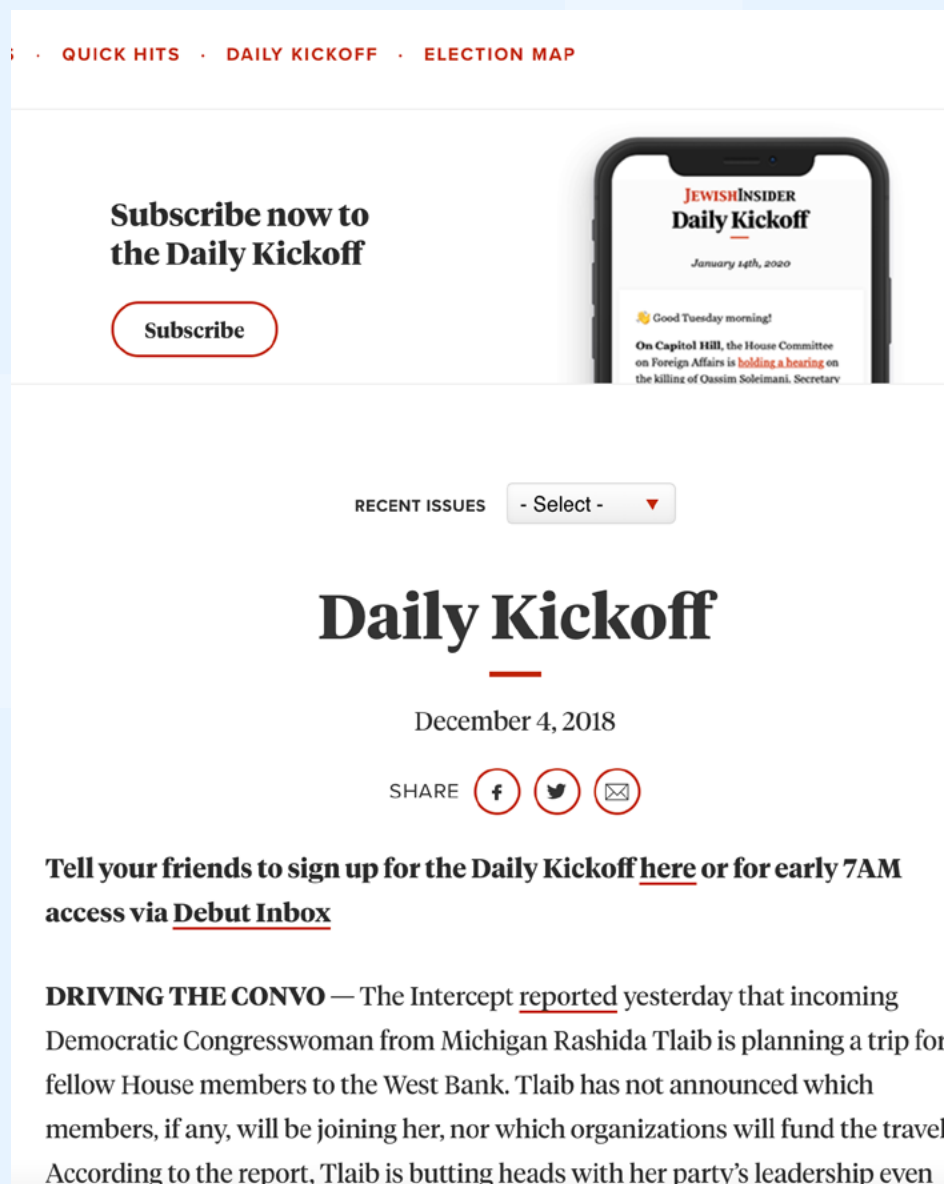 · QUICK HITS · DAILY KICKOFF · ELECTION MAP
Subscribe now to
the Daily Kickoff
Subscribe
JEWISHINSIDER
Daily Kickoff
January 14th, 2020
👋 Good Tuesday morning!
On Capitol Hill, the House Committee
on Foreign Affairs is holding a hearing on
the killing of Qassim Soleimani. Secretary
RECENT ISSUES - Select -
Daily Kickoff
December 4, 2018
SHARE
Tell your friends to sign up for the Daily Kickoff here or for early 7AM
access via Debut Inbox
DRIVING THE CONVO — The Intercept reported yesterday that incoming
Democratic Congresswoman from Michigan Rashida Tlaib is planning a trip for
fellow House members to the West Bank. Tlaib has not announced which
members, if any, will be joining her, nor which organizations will fund the travel
According to the report, Tlaib is butting heads with her party's leadership even